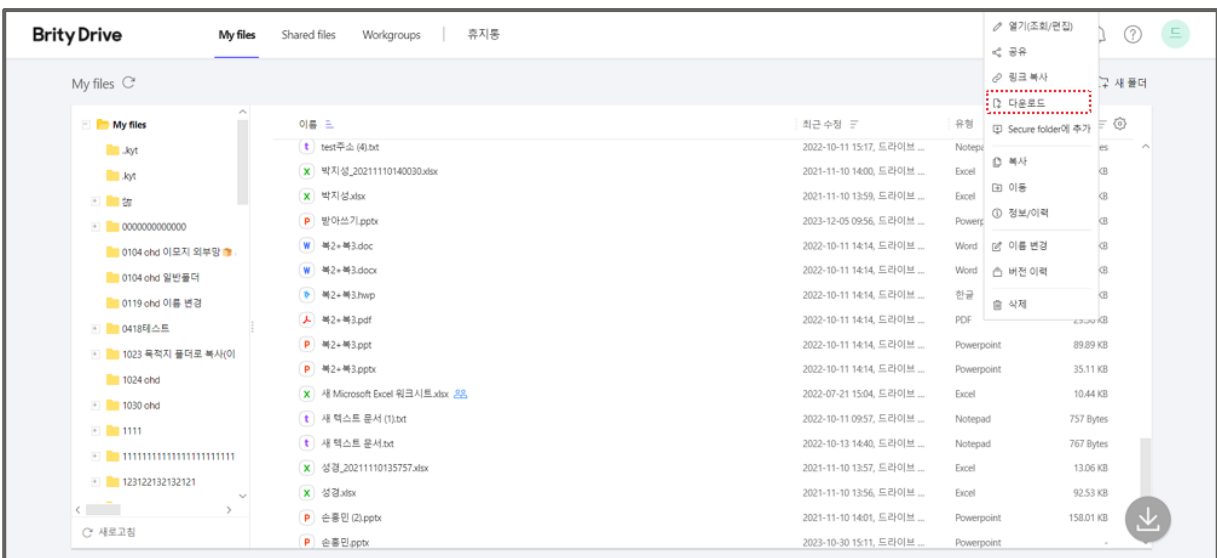 Brity Drive
My files
Shared files
Workgroups
휴지통
드
My files
새 폴더
My files
.kyt
.kyt
0000000000000
0104 ohd 이모지 외부망
0104 ohd 일반폴더
0119 ohd 이름 변경
0418테스트
1023 목적지 폴더로 복사(이
1024 ohd
1030 ohd
1111
123122132132121
새로고침
이름 최근 수정 유형
test주소 (4).txt 2022-10-11 15:17, 드라이브 ...
박지성_20211110140030.xlsx 2021-11-10 14:00, 드라이브 ... Excel
박지성.xlsx 2021-11-10 13:59, 드라이브 ... Excel
받아쓰기.pptx 2023-12-05 09:56, 드라이브 ...
복2+복3.doc 2022-10-11 14:14, 드라이브 ... Word
복2+복3.docx 2022-10-11 14:14, 드라이브 ... Word
복2+복3.hwp 2022-10-11 14:14, 드라이브 ... 한글
복2+복3.pdf 2022-10-11 14:14, 드라이브 ... PDF
복2+복3.ppt 2022-10-11 14:14, 드라이브 ... Powerpoint 89.89 KB
복2+복3.pptx 2022-10-11 14:14, 드라이브 ... Powerpoint 35.11 KB
새 Microsoft Excel 워크시트.xlsx 2022-07-21 15:04, 드라이브 ... Excel 10.44 KB
새 텍스트 문서 (1).txt 2022-10-11 09:57, 드라이브 ... Notepad 757 Bytes
새 텍스트 문서.txt 2022-10-13 14:40, 드라이브 ... Notepad 767 Bytes
성경_20211110135757.xlsx 2021-11-10 13:57, 드라이브 ... Excel 13.06 KB
성경.xlsx 2021-11-10 13:56, 드라이브 ... Excel 92.53 KB
손흥민 (2).pptx 2021-11-10 14:01, 드라이브 ... Powerpoint 158.01 KB
손흥민.pptx 2023-10-30 15:11, 드라이브 ... Powerpoint -
열기(조회/편집)
공유
링크 복사
다운로드
Secure folder에 추가
복사
이동
정보/이력
이름 변경
버전 이력
삭제